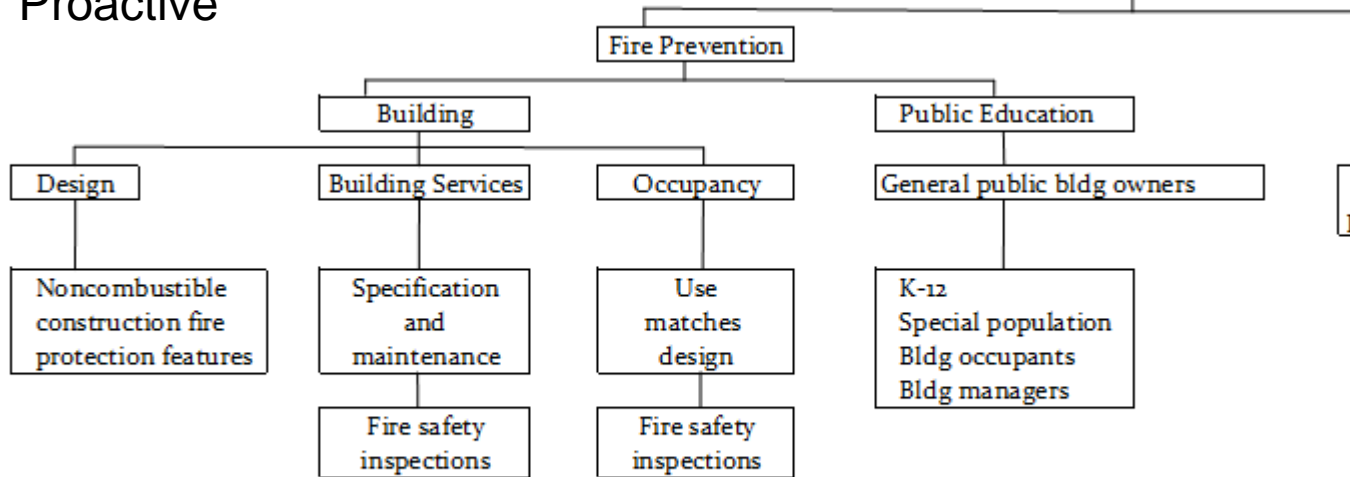 Proactive
Fire Prevention
Building
Public Education
Design
Building Services
Occupancy
General public bldg owners
Noncombustible
construction fire
protection features
Specification
and
maintenance
Use
matches
design
K-12
Special population
Bldg occupants
Bldg managers
Fire safety
inspections
Fire safety
inspections